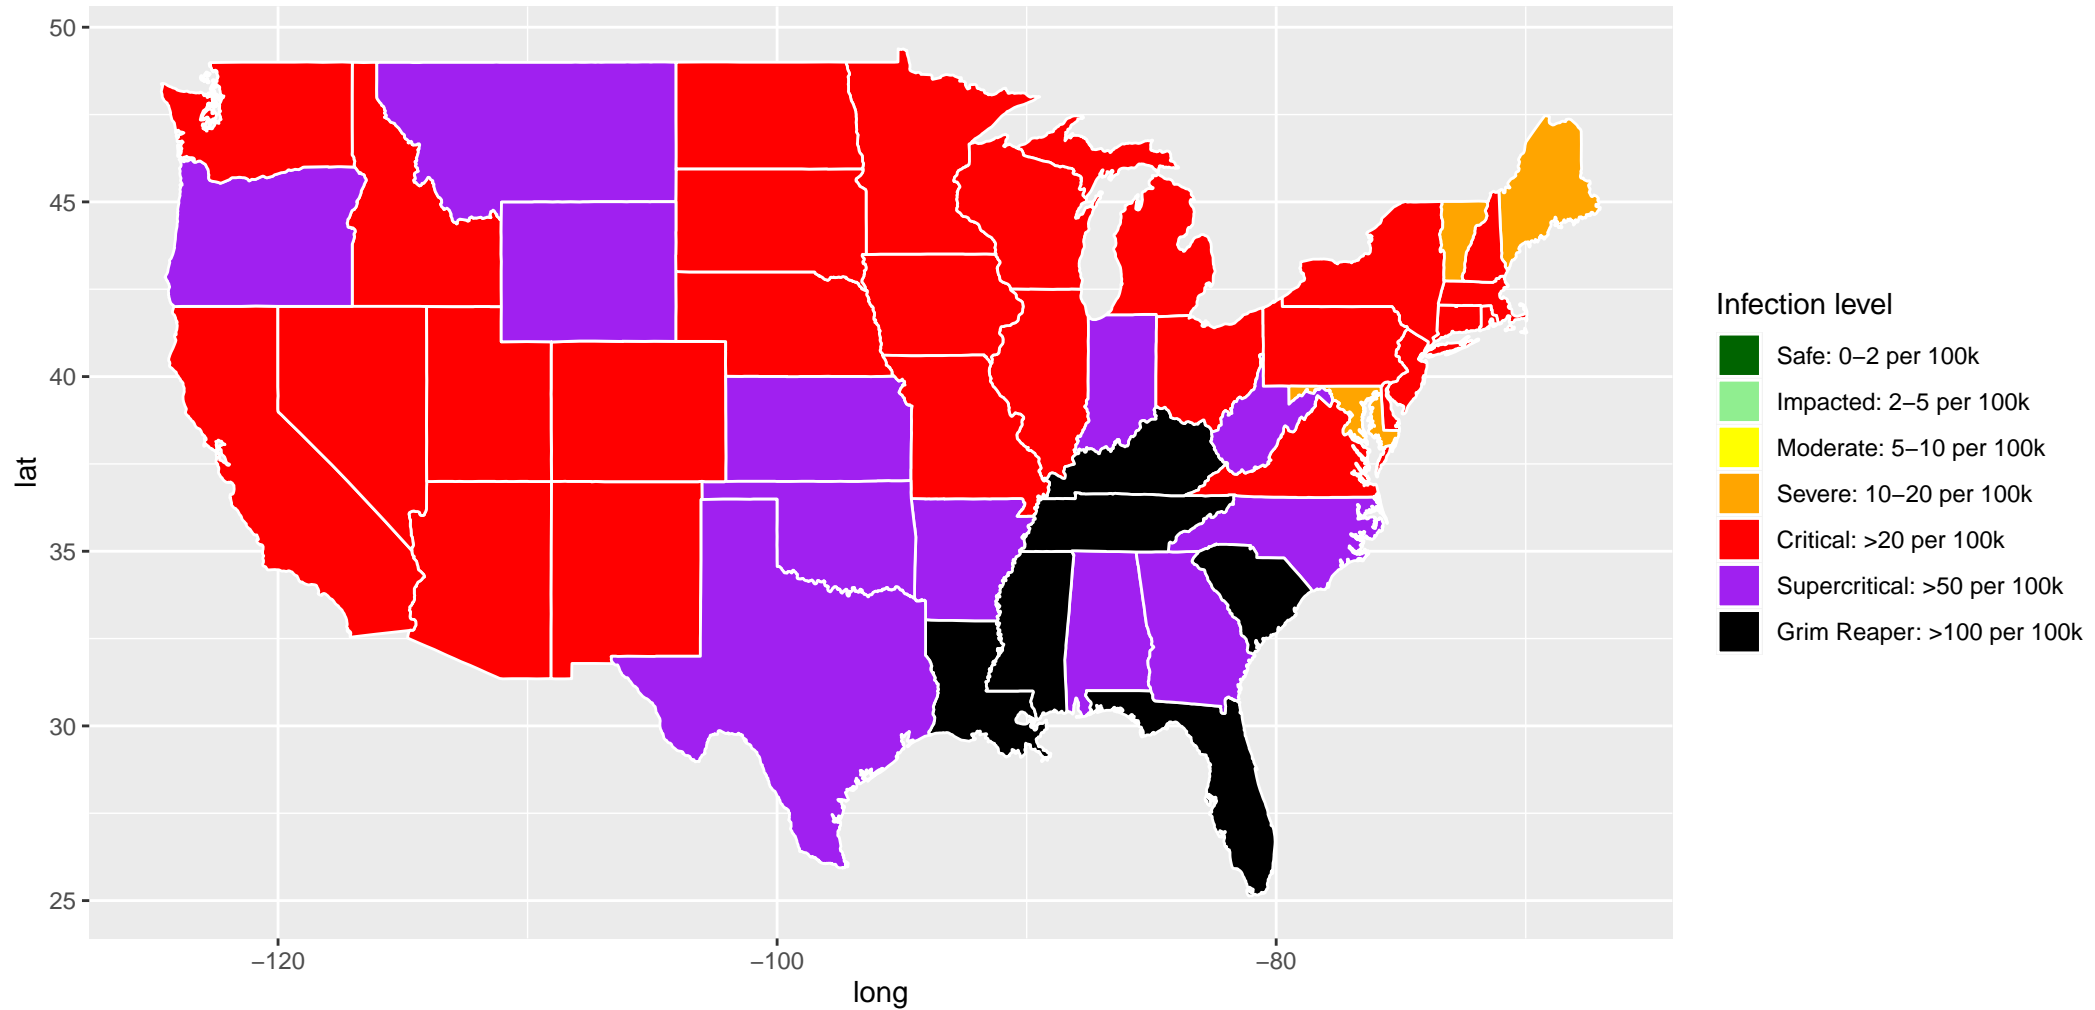 50
45
40
35
30
25
lat
−120
−100
−80
long
Infection level
Safe: 0−2 per 100k
Impacted: 2−5 per 100k
Moderate: 5−10 per 100k
Severe: 10−20 per 100k
Critical: >20 per 100k
Supercritical: >50 per 100k
Grim Reaper: >100 per 100k